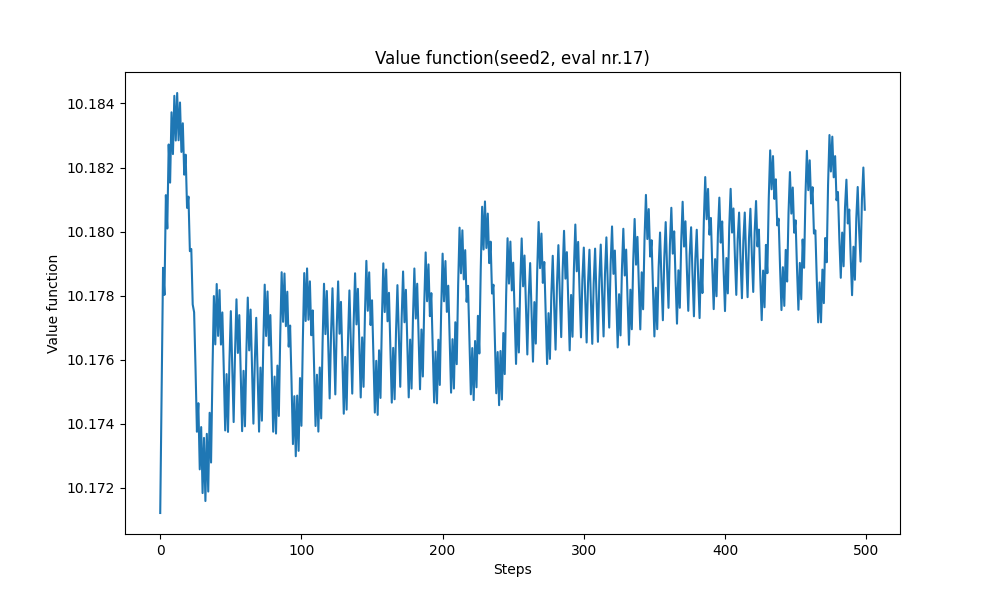 Value function(seed2, eval nr.17)
Value function
10.184
10.182
10.180
10.178
10.176
10.174
10.172
0 100 200 300 400 500
Steps